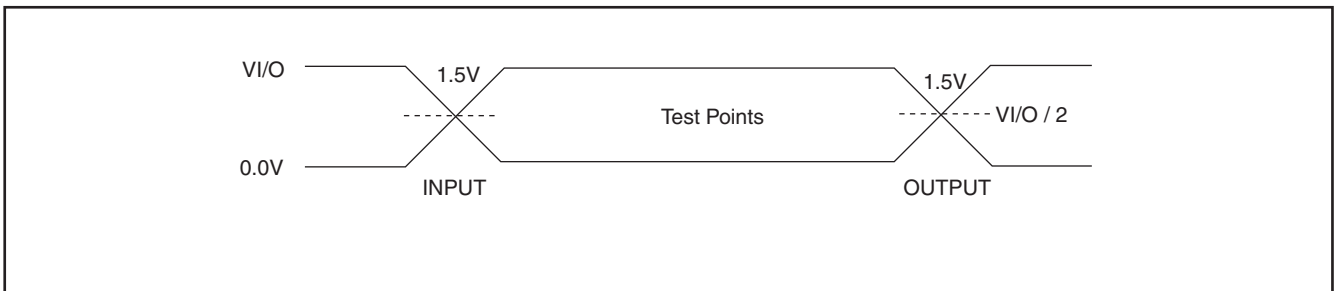 VI/O
1.5V
1.5V
Test Points
VI/O / 2
0.0V
INPUT
OUTPUT